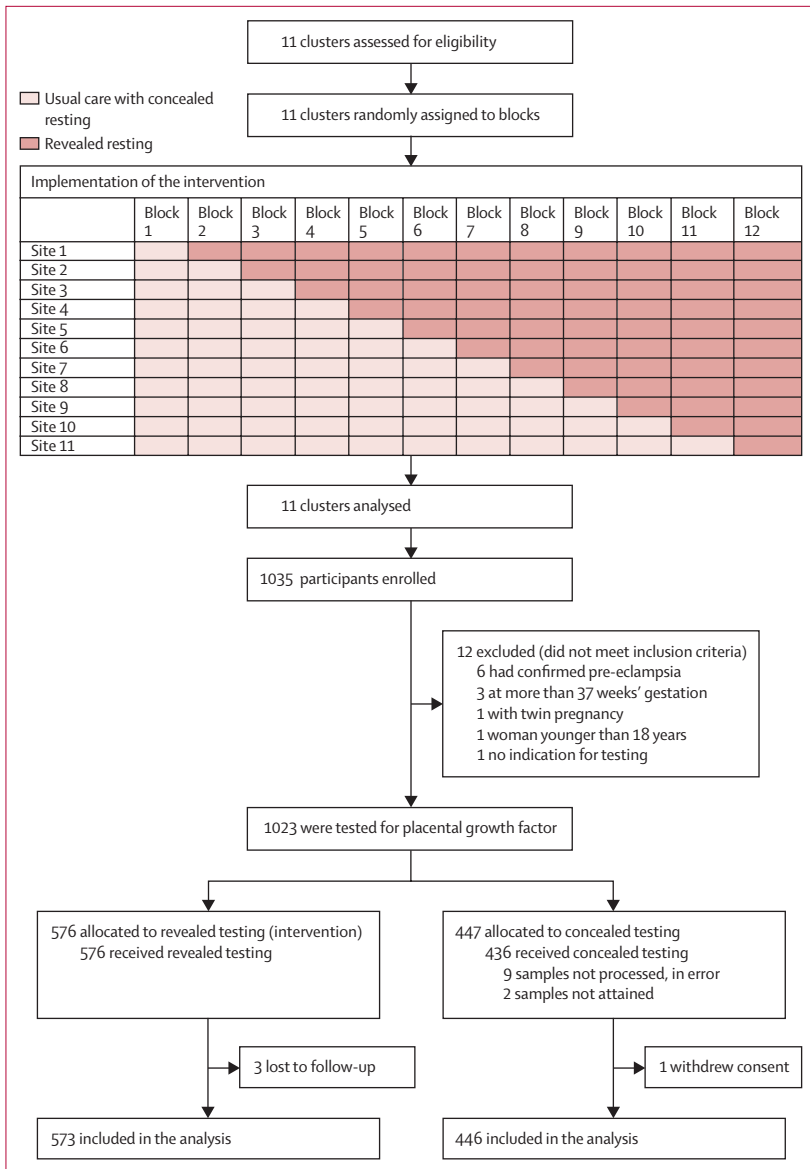 11 clusters assessed for eligibility
Usual care with concealed
resting
Revealed resting
11 clusters randomly assigned to blocks
Implementation of the intervention
Block 1 Block 2 Block 3 Block 4 Block 5 Block 6 Block 7 Block 8 Block 9 Block 10 Block 11 Block 12
Site 1
Site 2
Site 3
Site 4
Site 5
Site 6
Site 7
Site 8
Site 9
Site 10
Site 11
11 clusters analysed
1035 participants enrolled
12 excluded (did not meet inclusion criteria)
6 had confirmed pre-eclampsia
3 at more than 37 weeks' gestation
1 with twin pregnancy
1 woman younger than 18 years
1 no indication for testing
1023 were tested for placental growth factor
576 allocated to revealed testing (intervention)
576 received revealed testing
447 allocated to concealed testing
436 received concealed testing
9 samples not processed, in error
2 samples not attained
3 lost to follow-up
1 withdrew consent
573 included in the analysis
446 included in the analysis